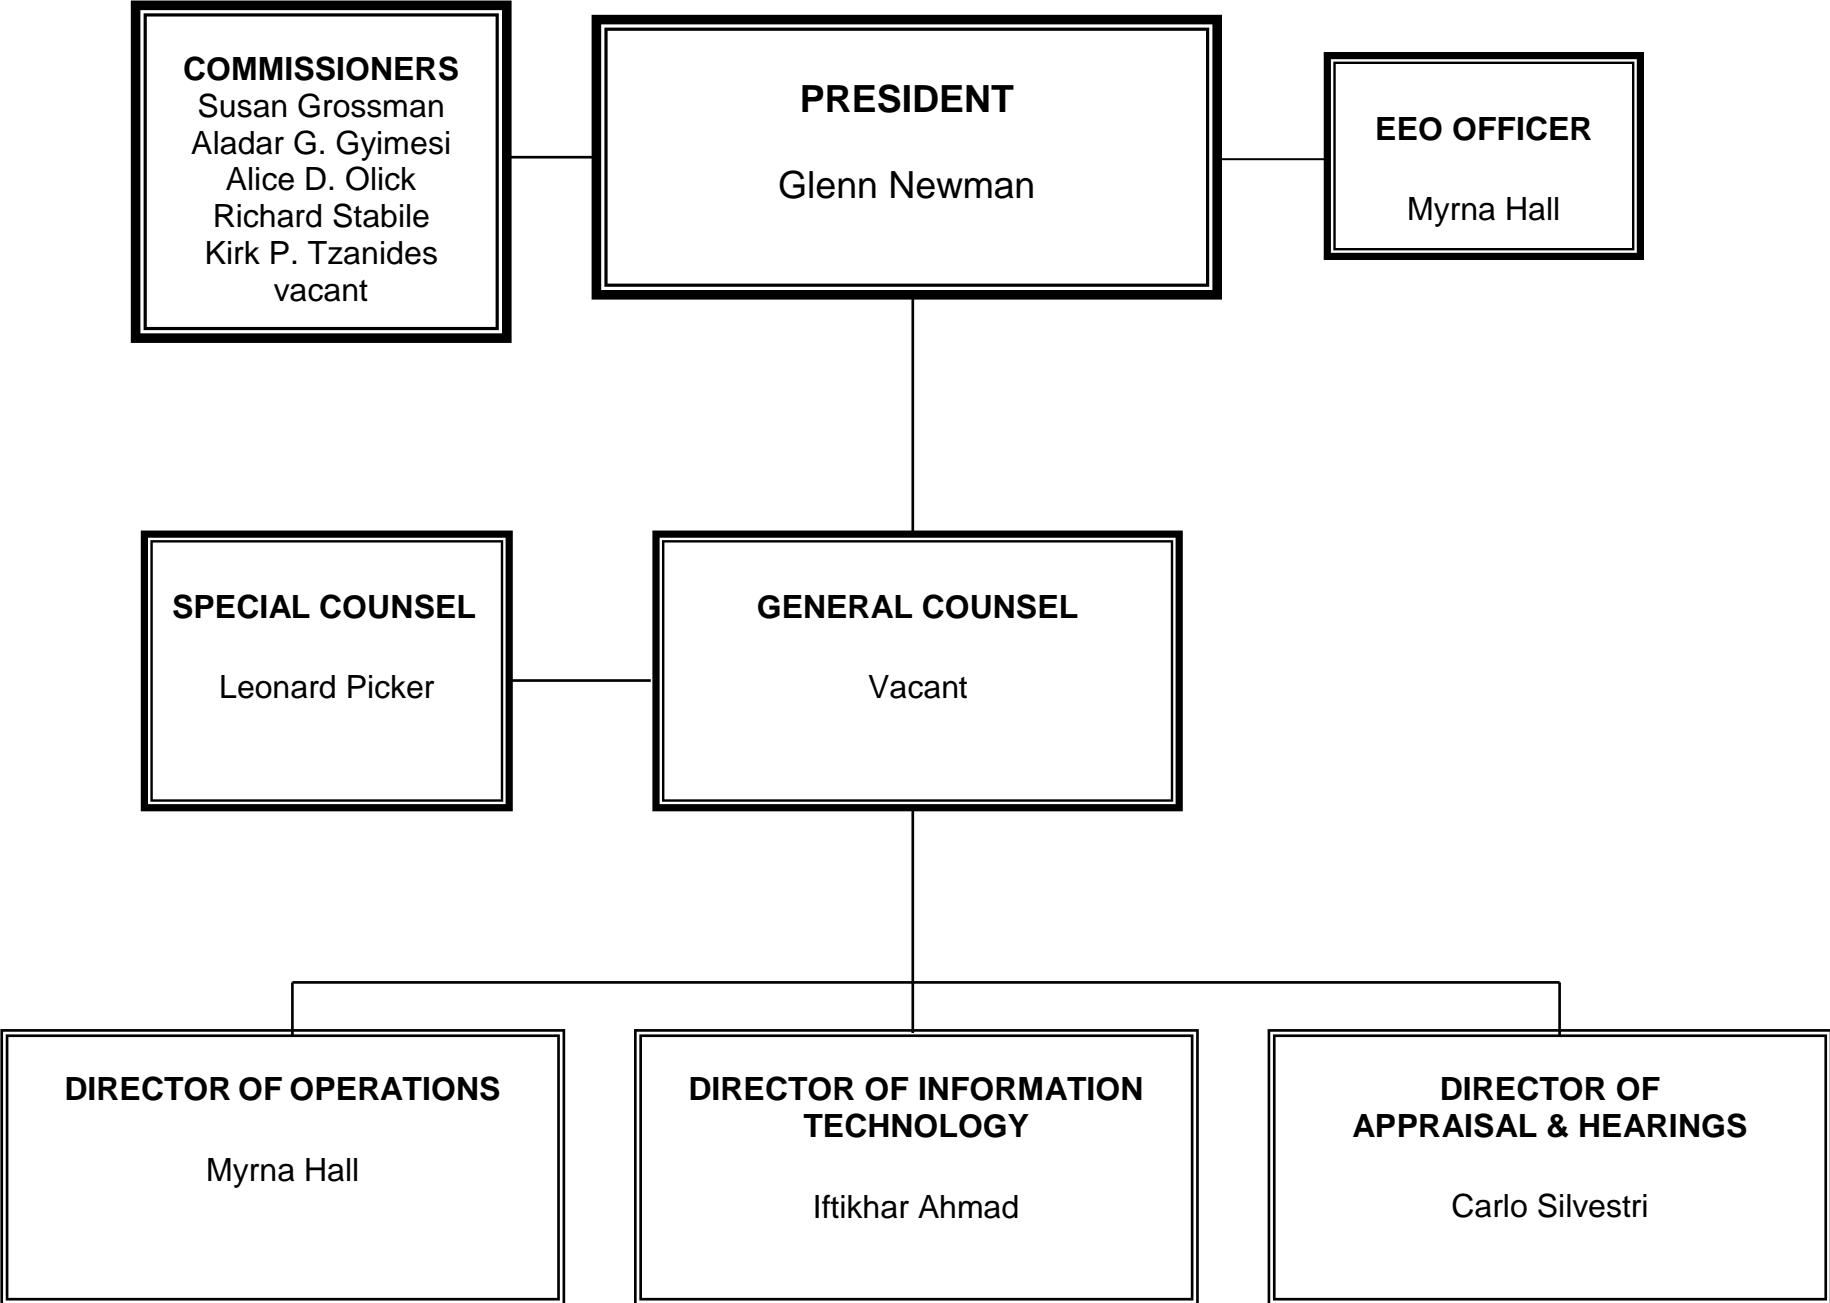 COMMISSIONERS
Susan Grossman
Aladar G. Gyimesi
Alice D. Olick
Richard Stabile
Kirk P. Tzanides
vacant
PRESIDENT
Glenn Newman
EEO OFFICER
Myrna Hall
SPECIAL COUNSEL
Leonard Picker
GENERAL COUNSEL
Vacant
DIRECTOR OF OPERATIONS
Myrna Hall
DIRECTOR OF INFORMATION
TECHNOLOGY
Iftikhar Ahmad
DIRECTOR OF
APPRAISAL & HEARINGS
Carlo Silvestri